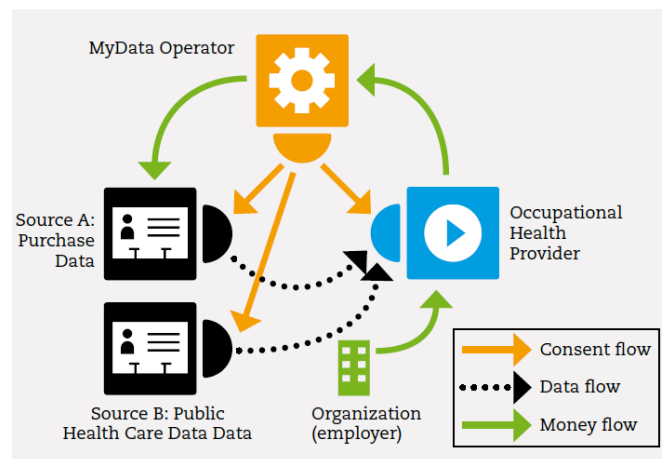 MyData Operator
Source A:
Purchase
Data
Occupational
Health
Provider
Source B: Public
Health Care Data Data
Organization
(employer)
Consent flow
Data flow
Money flow